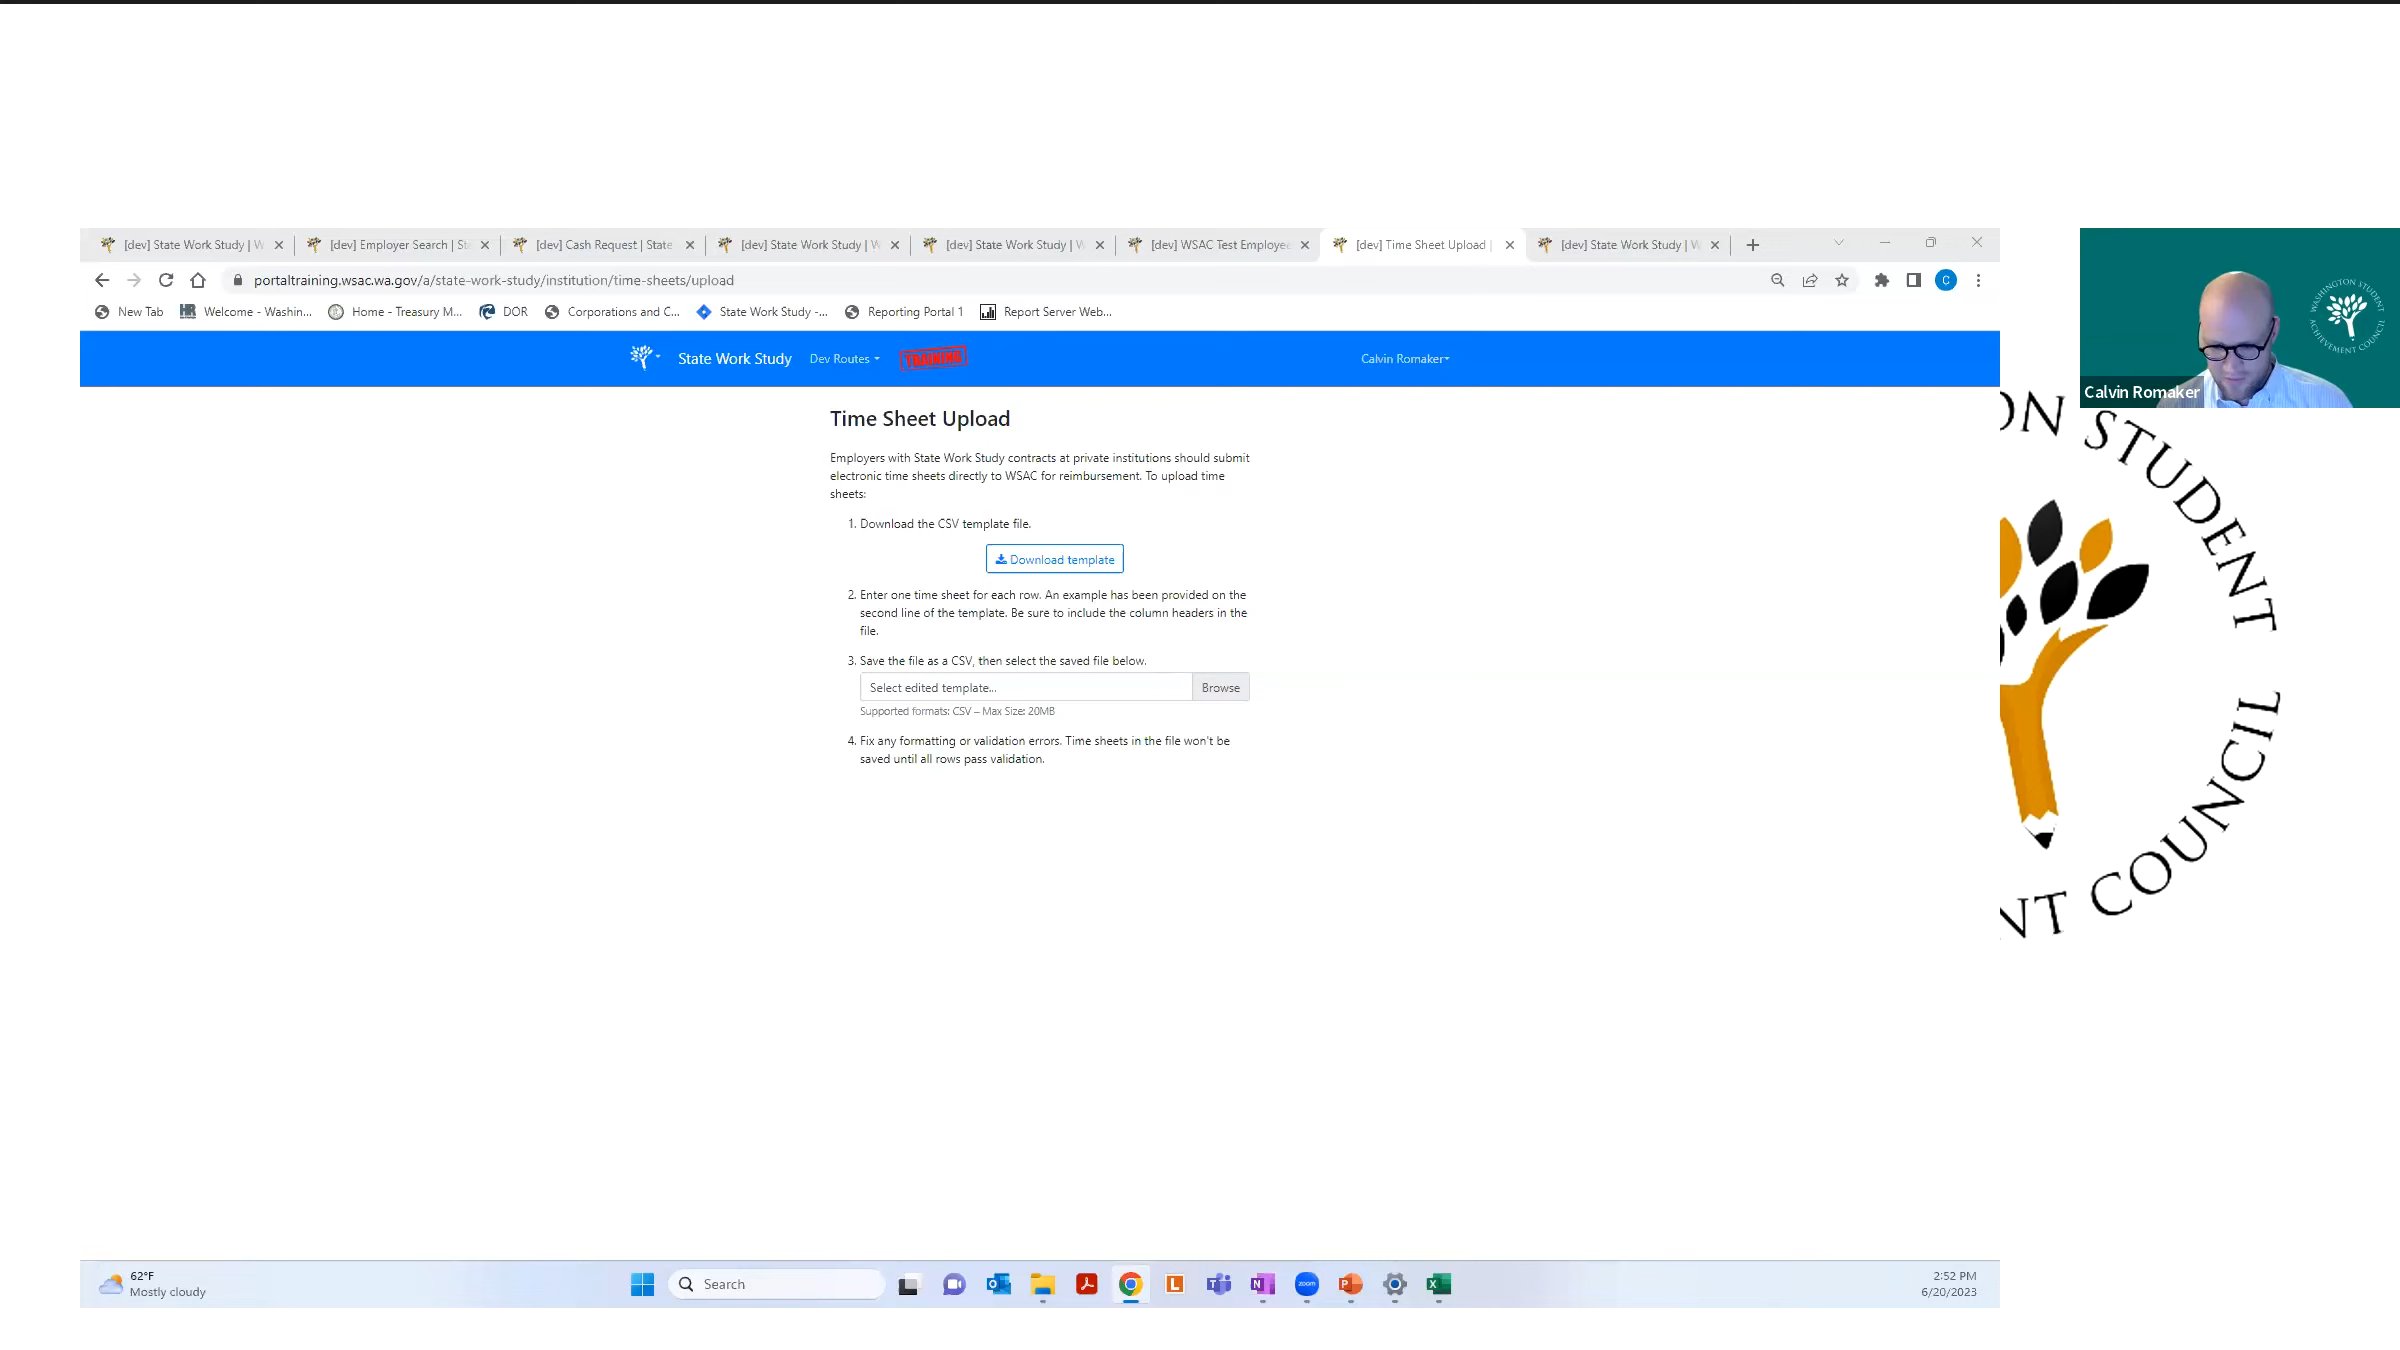 [dev] State Work Study | W
[dev] Employer Search | Sta
[dev] Cash Request | State
[dev] State Work Study | W
[dev] State Work Study | W
[dev] WSAC Test Employee
[dev] Time Sheet Upload |
[dev] State Work Study | W
portaltraining.wsac.wa.gov/a/state-work-study/institution/time-sheets/upload
C
New Tab
HR
Welcome - Washin...
Home - Treasury M...
DOR
Corporations and C...
State Work Study -...
Reporting Portal 1
Report Server Web...
State Work Study
Dev Routes
TRAINING
Calvin Romaker
Time Sheet Upload
Employers with State Work Study contracts at private institutions should submit
electronic time sheets directly to WSAC for reimbursement. To upload time
sheets:
1. Download the CSV template file.
Download template
2. Enter one time sheet for each row. An example has been provided on the
second line of the template. Be sure to include the column headers in the
file.
3. Save the file as a CSV, then select the saved file below.
Select edited template...
Browse
Supported formats: CSV – Max Size: 20MB
4. Fix any formatting or validation errors. Time sheets in the file won't be
saved until all rows pass validation.
WASHINGTON STUDENT
ACHIEVEMENT COUNCIL
Calvin Romaker
ON STUDENT
NT COUNCIL
62°F
Mostly cloudy
Search
L
zoom
2:52 PM
6/20/2023